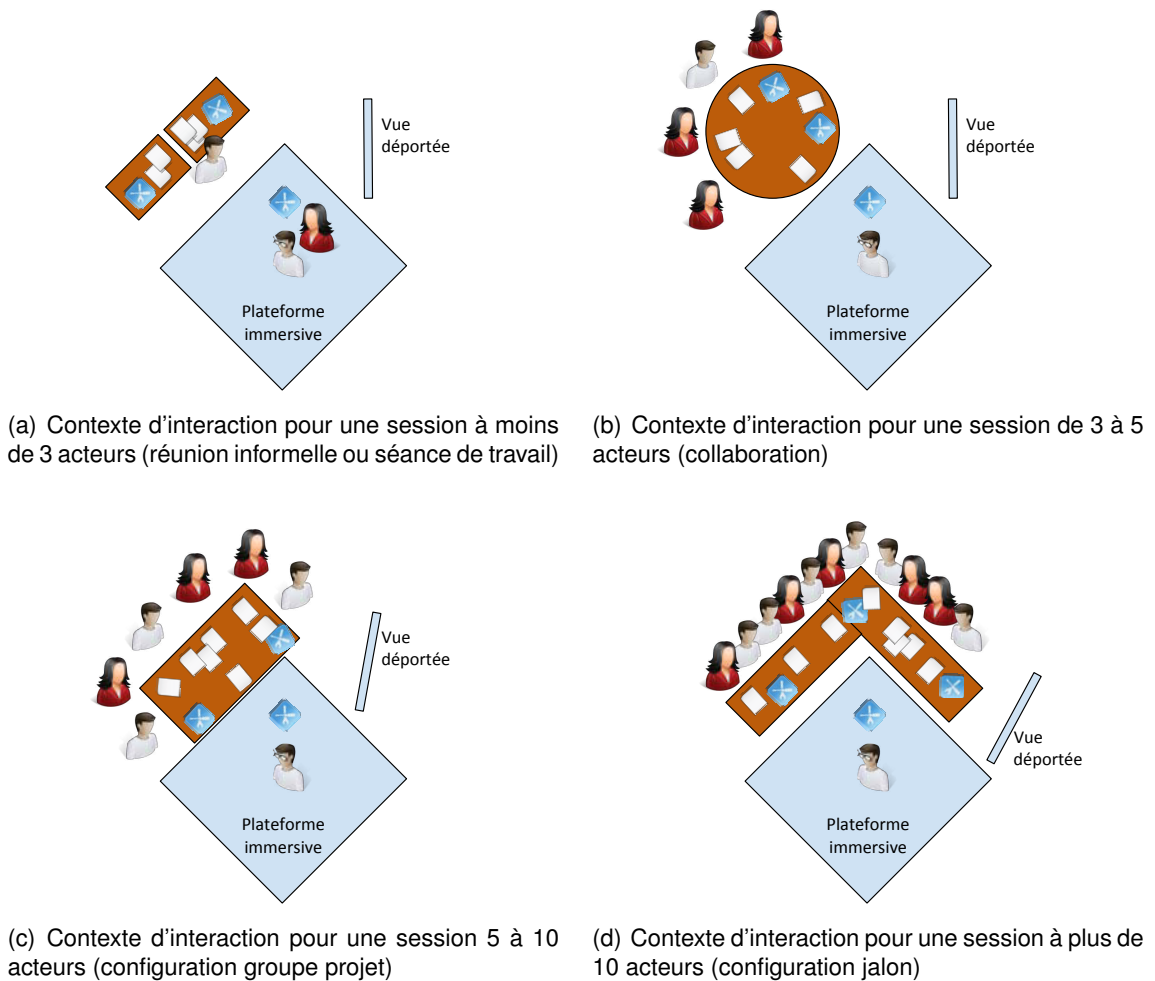 Vue
déportée
Plateforme
immersive
Vue
déportée
Plateforme
immersive
(a) Contexte d'interaction pour une session à moins
de 3 acteurs (réunion informelle ou séance de travail)
(b) Contexte d'interaction pour une session de 3 à 5
acteurs (collaboration)
Vue
déportée
Plateforme
immersive
Vue
déportée
Plateforme
immersive
(c) Contexte d'interaction pour une session 5 à 10
acteurs (configuration groupe projet)
(d) Contexte d'interaction pour une session à plus de
10 acteurs (configuration jalon)